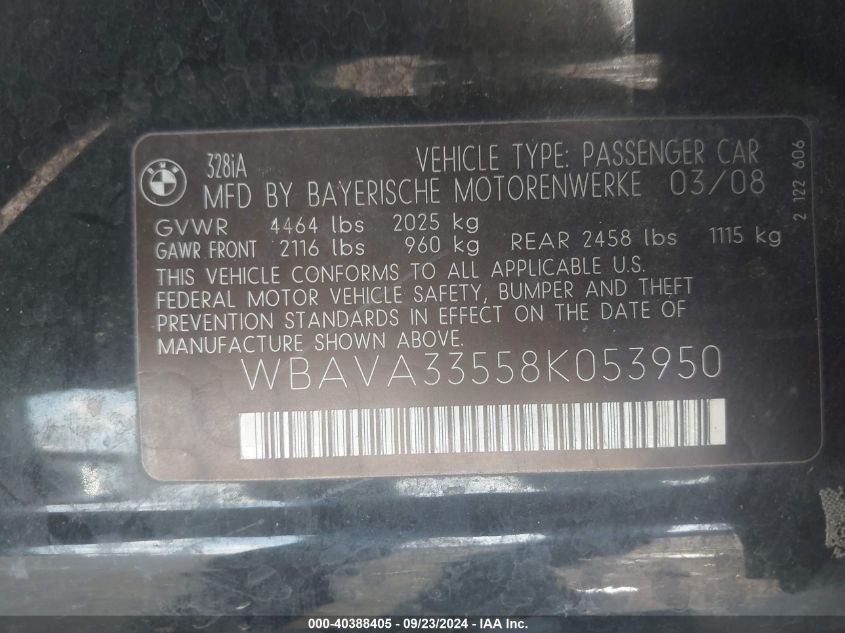 328iA
VEHICLE TYPE: PASSENGER CAR
MFD BY BAYERISCHE MOTORENWERKE 03/08
GVWR 4464 lbs 2025 kg
GAWR FRONT 2116 lbs 960 kg REAR 2458 lbs 1115 kg
THIS VEHICLE CONFORMS TO ALL APPLICABLE U.S.
FEDERAL MOTOR VEHICLE SAFETY, BUMPER AND THEFT
PREVENTION STANDARDS IN EFFECT ON THE DATE OF
MANUFACTURE SHOWN ABOVE.
WBAVA33558K053950
2 122 606
000-40388405 - 09/23/2024 - IAA Inc.